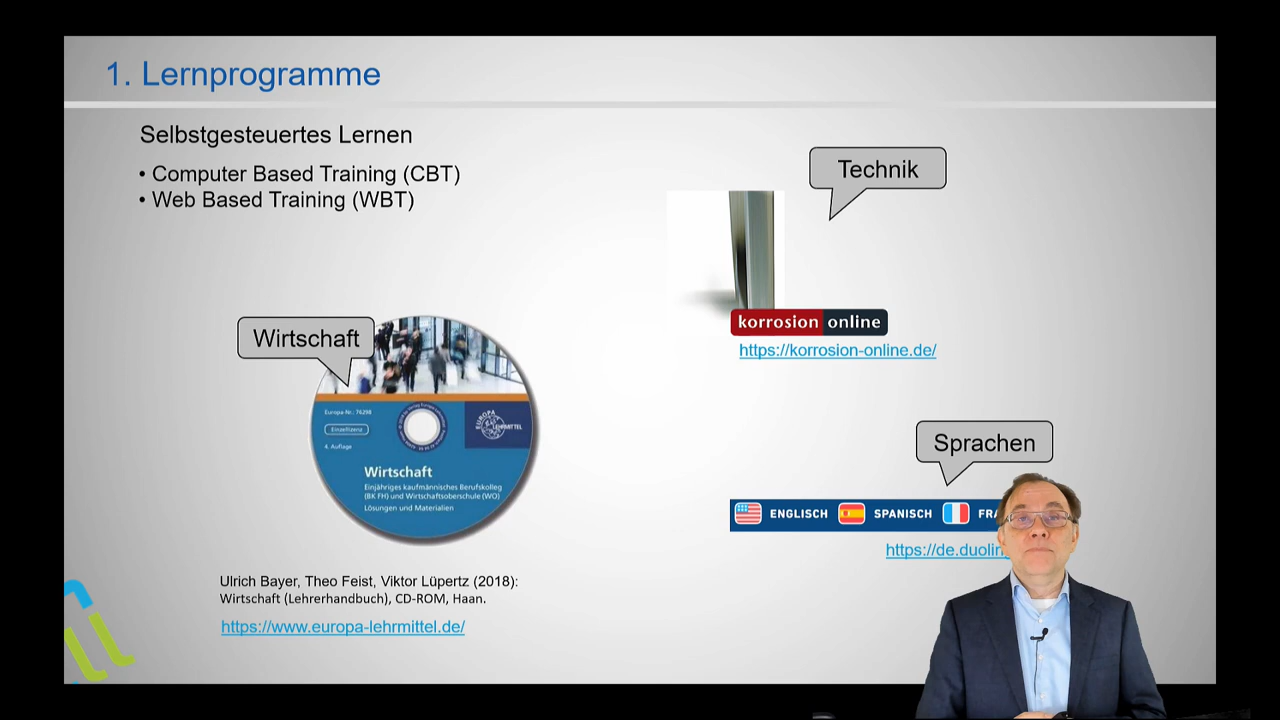 1. Lernprogramme
Selbstgesteuertes Lernen
• Computer Based Training (CBT)
• Web Based Training (WBT)
Technik
korrosion online
https://korrosion-online.de/
Wirtschaft
Europa-Nr.: 76298
Einzellizenz
4. Auflage
EUROPA
LEHRMITTEL
Wirtschaft
Einjähriges kaufmännisches Berufskolleg
(BK FH) und Wirtschaftsoberschule (WO)
Lösungen und Materialien
Sprachen
ENGLISCH SPANISCH FRA
https://de.duolin
Ulrich Bayer, Theo Feist, Viktor Lüpertz (2018):
Wirtschaft (Lehrerhandbuch), CD-ROM, Haan.
https://www.europa-lehrmittel.de/